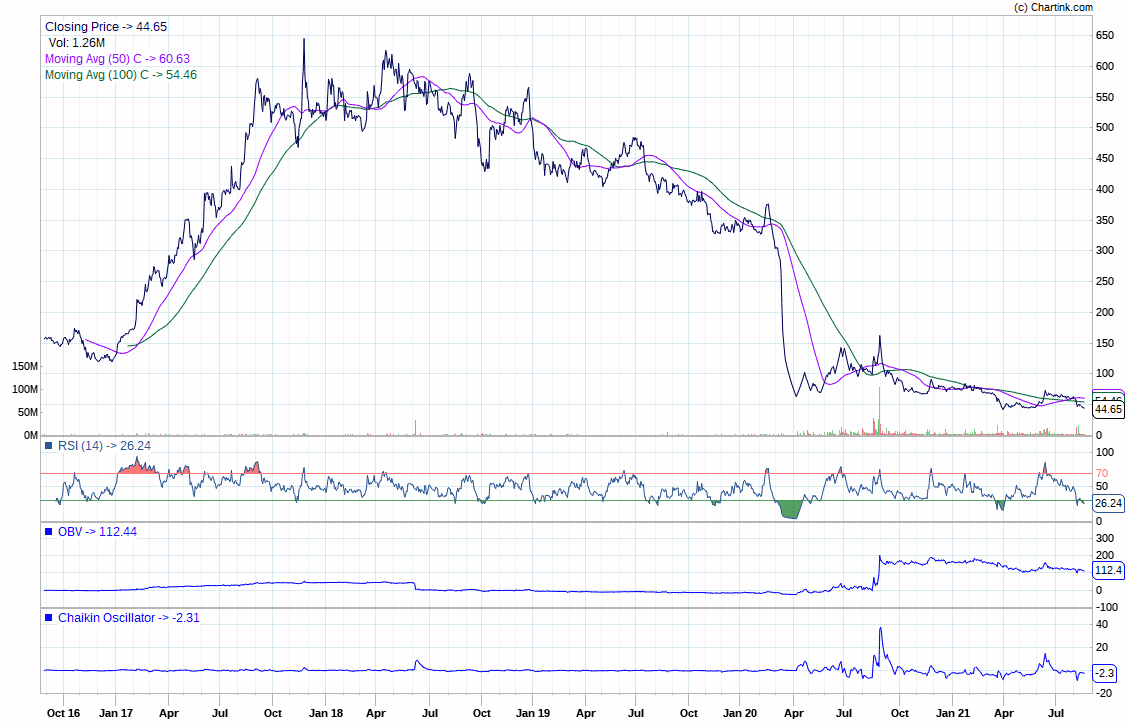 (c) Chartink.com
Closing Price -> 44.65
Vol: 1.26M
Moving Avg (50) C -> 60.63
Moving Avg (100) C -> 54.46
650
600
550
500
450
400
350
300
250
200
150
100
44.65
0
150M
100M
50M
0M
RSI (14) -> 26.24
100
70
50
26.24
0
OBV -> 112.44
300
200
112.4
0
-100
Chaikin Oscillator -> -2.31
40
20
-2.3
-20
Oct 16 Jan 17 Apr Jul Oct Jan 18 Apr Jul Oct Jan 19 Apr Jul Oct Jan 20 Apr Jul Oct Jan 21 Apr Jul